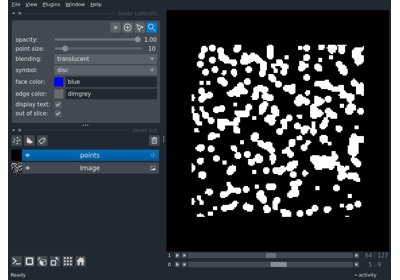 File View Plugins Window Help
layer controls
opacity: 1.00
point size: 10
blending: translucent
symbol: disc
face color: blue
edge color: dimgrey
display text:
out of slice:
layer list
points
Image
1 64 127
0 5 9
Ready activity